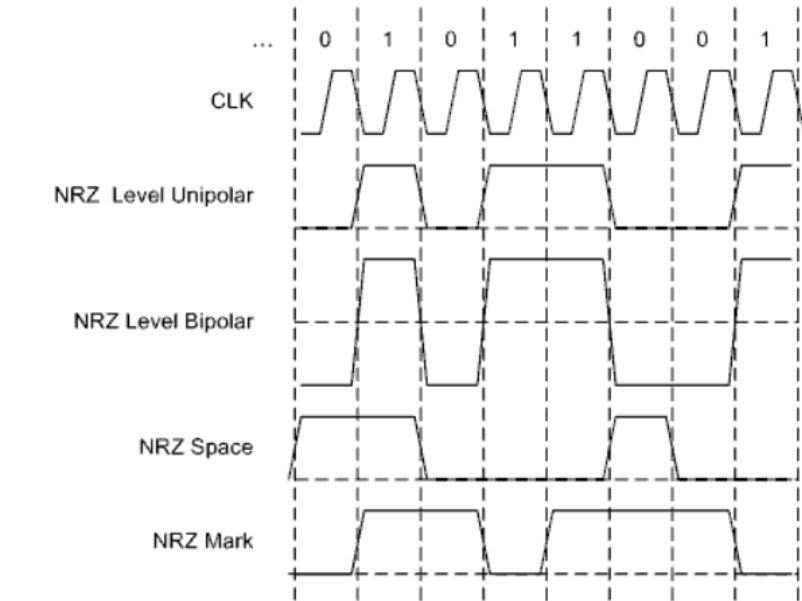 ... 0 1 0 1 1 0 0 1
CLK
NRZ Level Unipolar
NRZ Level Bipolar
NRZ Space
NRZ Mark